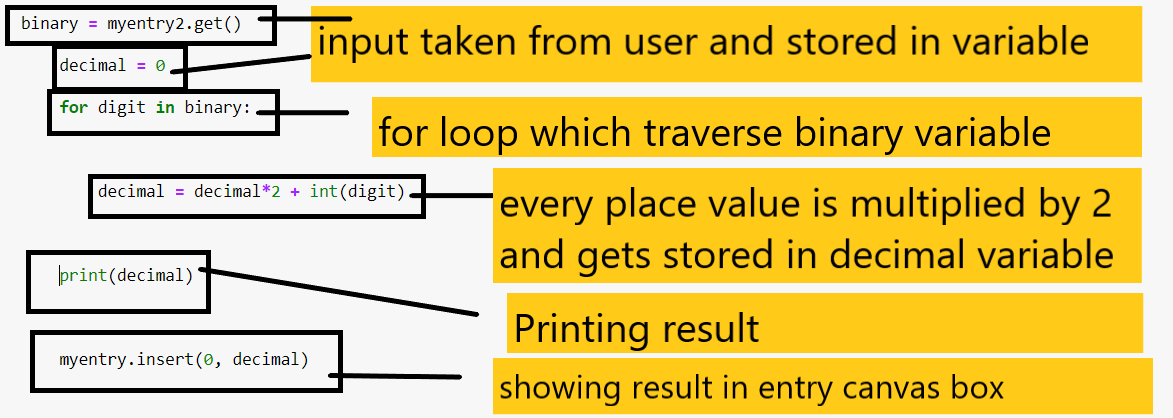 binary = myentry2.get()
input taken from user and stored in variable
decimal = 0
for digit in binary:
for loop which traverse binary variable
decimal = decimal*2 + int(digit)
every place value is multiplied by 2
and gets stored in decimal variable
print(decimal)
Printing result
myentry.insert(0, decimal)
showing result in entry canvas box